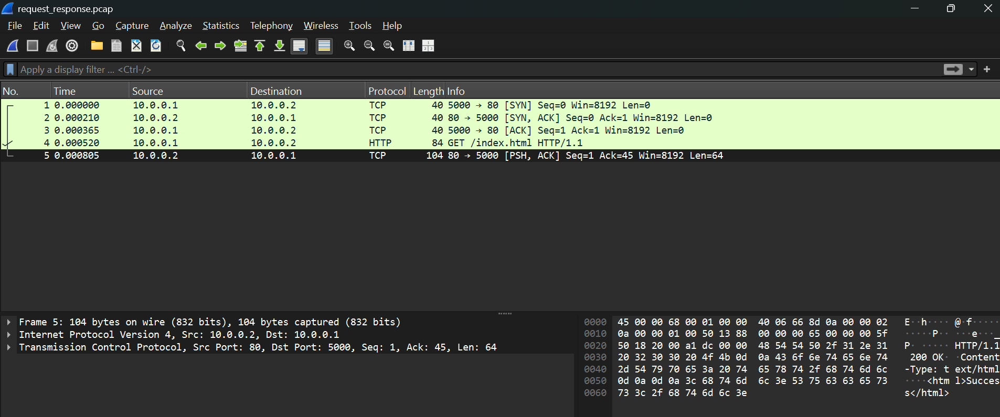 request_response.pcap
File Edit View Go Capture Analyze Statistics Telephony Wireless Tools Help
Apply a display filter ... <Ctrl-/>
No. Time Source Destination Protocol Length Info
1 0.000000 10.0.0.1 10.0.0.2 TCP 40 5000 → 80 [SYN] Seq=0 Win=8192 Len=0
2 0.000210 10.0.0.2 10.0.0.1 TCP 40 80 → 5000 [SYN, ACK] Seq=0 Ack=1 Win=8192 Len=0
3 0.000365 10.0.0.1 10.0.0.2 TCP 40 5000 → 80 [ACK] Seq=1 Ack=1 Win=8192 Len=0
4 0.000520 10.0.0.1 10.0.0.2 HTTP 84 GET /index.html HTTP/1.1
5 0.000805 10.0.0.2 10.0.0.1 TCP 104 80 → 5000 [PSH, ACK] Seq=1 Ack=45 Win=8192 Len=64
Frame 5: 104 bytes on wire (832 bits), 104 bytes captured (832 bits)
Internet Protocol Version 4, Src: 10.0.0.2, Dst: 10.0.0.1
Transmission Control Protocol, Src Port: 80, Dst Port: 5000, Seq: 1, Ack: 45, Len: 64
0000 45 00 00 68 00 01 00 00 40 06 66 8d 0a 00 00 02 E··h···· @·f·····
0010 0a 00 00 01 00 50 13 88 00 00 00 65 00 00 00 5f ·····P·· ···e···_
0020 50 18 20 00 a1 dc 00 00 48 54 54 50 2f 31 2e 31 P· ····· HTTP/1.1
0030 20 32 30 30 20 4f 4b 0d 0a 43 6f 6e 74 65 6e 74 200 OK· ·Content
0040 2d 54 79 70 65 3a 20 74 65 78 74 2f 68 74 6d 6c -Type: t ext/html
0050 0d 0a 0d 0a 3c 68 74 6d 6c 3e 53 75 63 63 65 73 ····<htm l>Succes
0060 73 3c 2f 68 74 6d 6c 3e s</html>